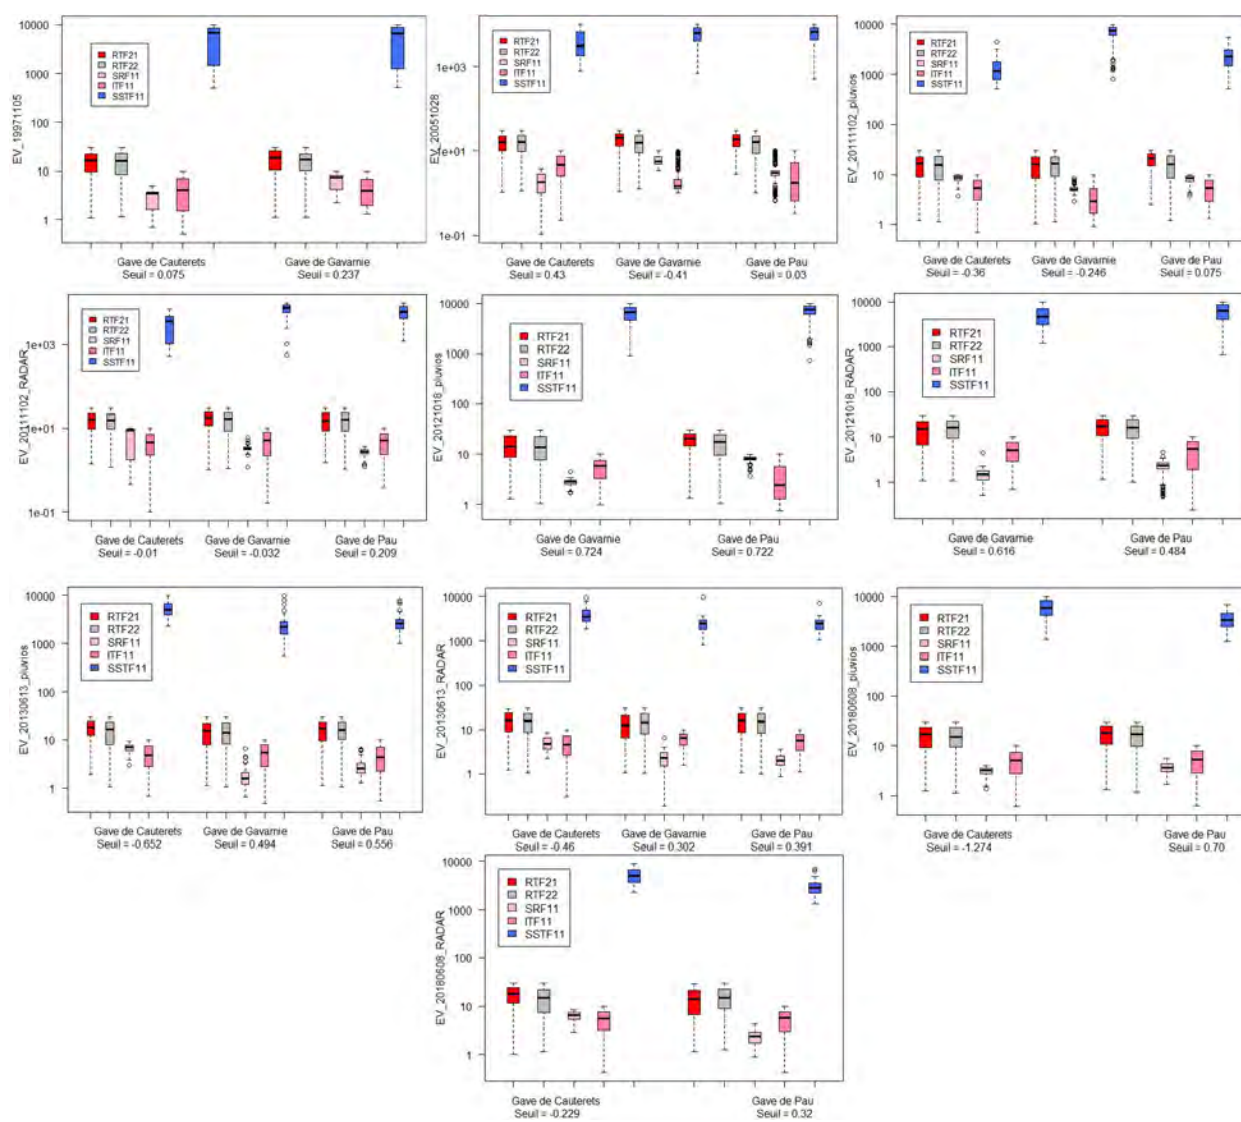 EV_19971105
10000
1000
100
10
1
RTF21
RTF22
SRF11
ITF11
SSTF11
Gave de Cauterets
Seuil = 0.075
Gave de Gavarnie
Seuil = 0.237
EV_20051028
1e+03
1e+01
1e-01
RTF21
RTF22
SRF11
ITF11
SSTF11
Gave de Cauterets
Seuil = 0.43
Gave de Gavarnie
Seuil = -0.41
Gave de Pau
Seuil = 0.03
EV_20111102_pluvios
10000
1000
100
10
1
RTF21
RTF22
SRF11
ITF11
SSTF11
Gave de Cauterets
Seuil = -0.36
Gave de Gavarnie
Seuil = -0.246
Gave de Pau
Seuil = 0.075
EV_20111102_RADAR
1e+03
1e+01
1e-01
RTF21
RTF22
SRF11
ITF11
SSTF11
Gave de Cauterets
Seuil = -0.01
Gave de Gavarnie
Seuil = -0.032
Gave de Pau
Seuil = 0.209
EV_20121018_pluvios
10000
1000
100
10
1
RTF21
RTF22
SRF11
ITF11
SSTF11
Gave de Gavarnie
Seuil = 0.724
Gave de Pau
Seuil = 0.722
EV_20121018_RADAR
10000
1000
100
10
1
RTF21
RTF22
SRF11
ITF11
SSTF11
Gave de Gavarnie
Seuil = 0.616
Gave de Pau
Seuil = 0.484
EV_20130613_pluvios
10000
1000
100
10
1
RTF21
RTF22
SRF11
ITF11
SSTF11
Gave de Cauterets
Seuil = -0.652
Gave de Gavarnie
Seuil = 0.494
Gave de Pau
Seuil = 0.556
EV_20130613_RADAR
10000
1000
100
10
1
RTF21
RTF22
SRF11
ITF11
SSTF11
Gave de Cauterets
Seuil = -0.46
Gave de Gavarnie
Seuil = 0.302
Gave de Pau
Seuil = 0.391
EV_20180608_pluvios
10000
1000
100
10
1
RTF21
RTF22
SRF11
ITF11
SSTF11
Gave de Cauterets
Seuil = -1.274
Gave de Pau
Seuil = 0.70
EV_20180608_RADAR
10000
1000
100
10
1
RTF21
RTF22
SRF11
ITF11
SSTF11
Gave de Cauterets
Seuil = -0.229
Gave de Pau
Seuil = 0.32